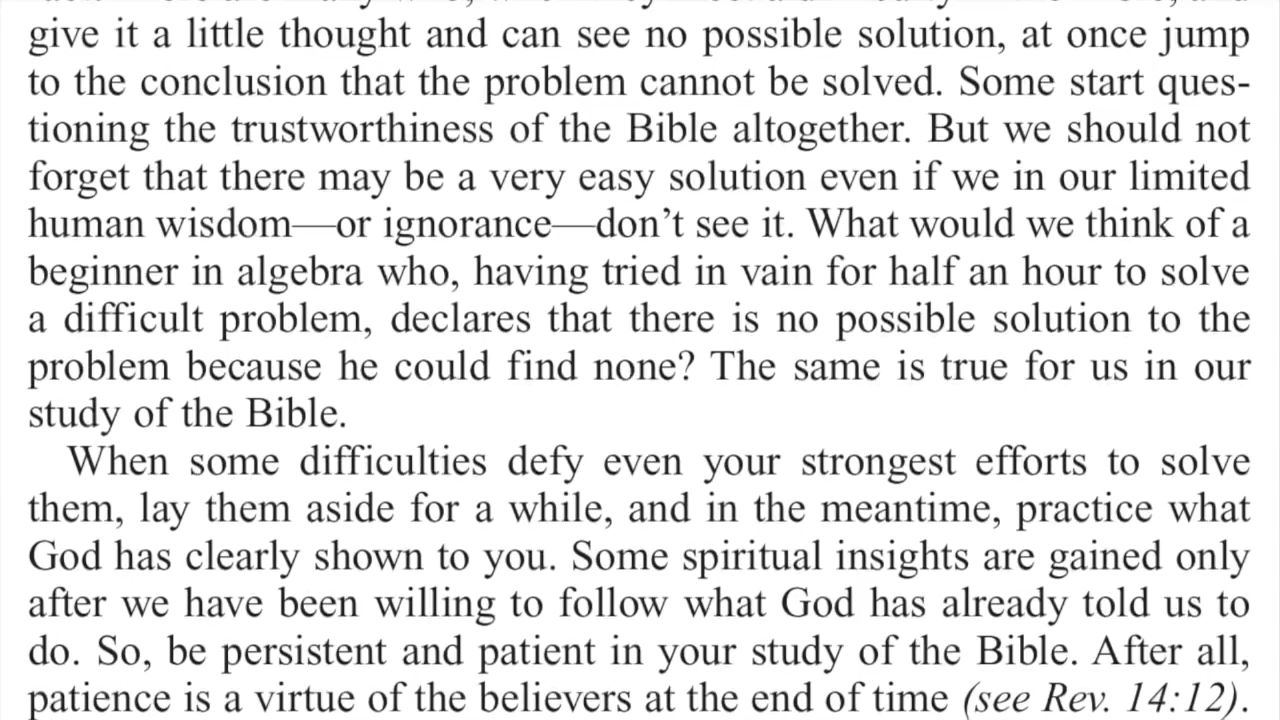 give it a little thought and can see no possible solution, at once jump
to the conclusion that the problem cannot be solved. Some start ques-
tioning the trustworthiness of the Bible altogether. But we should not
forget that there may be a very easy solution even if we in our limited
human wisdom—or ignorance—don’t see it. What would we think of a
beginner in algebra who, having tried in vain for half an hour to solve
a difficult problem, declares that there is no possible solution to the
problem because he could find none? The same is true for us in our
study of the Bible.
When some difficulties defy even your strongest efforts to solve
them, lay them aside for a while, and in the meantime, practice what
God has clearly shown to you. Some spiritual insights are gained only
after we have been willing to follow what God has already told us to
do. So, be persistent and patient in your study of the Bible. After all,
patience is a virtue of the believers at the end of time (see Rev. 14:12).